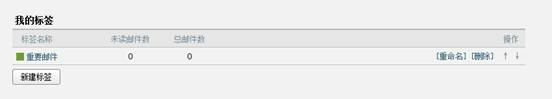 我的标签
标签名称 未读邮件数 总邮件数 操作
重要邮件 0 0 [重命名] [删除] ↑ ↓
新建标签